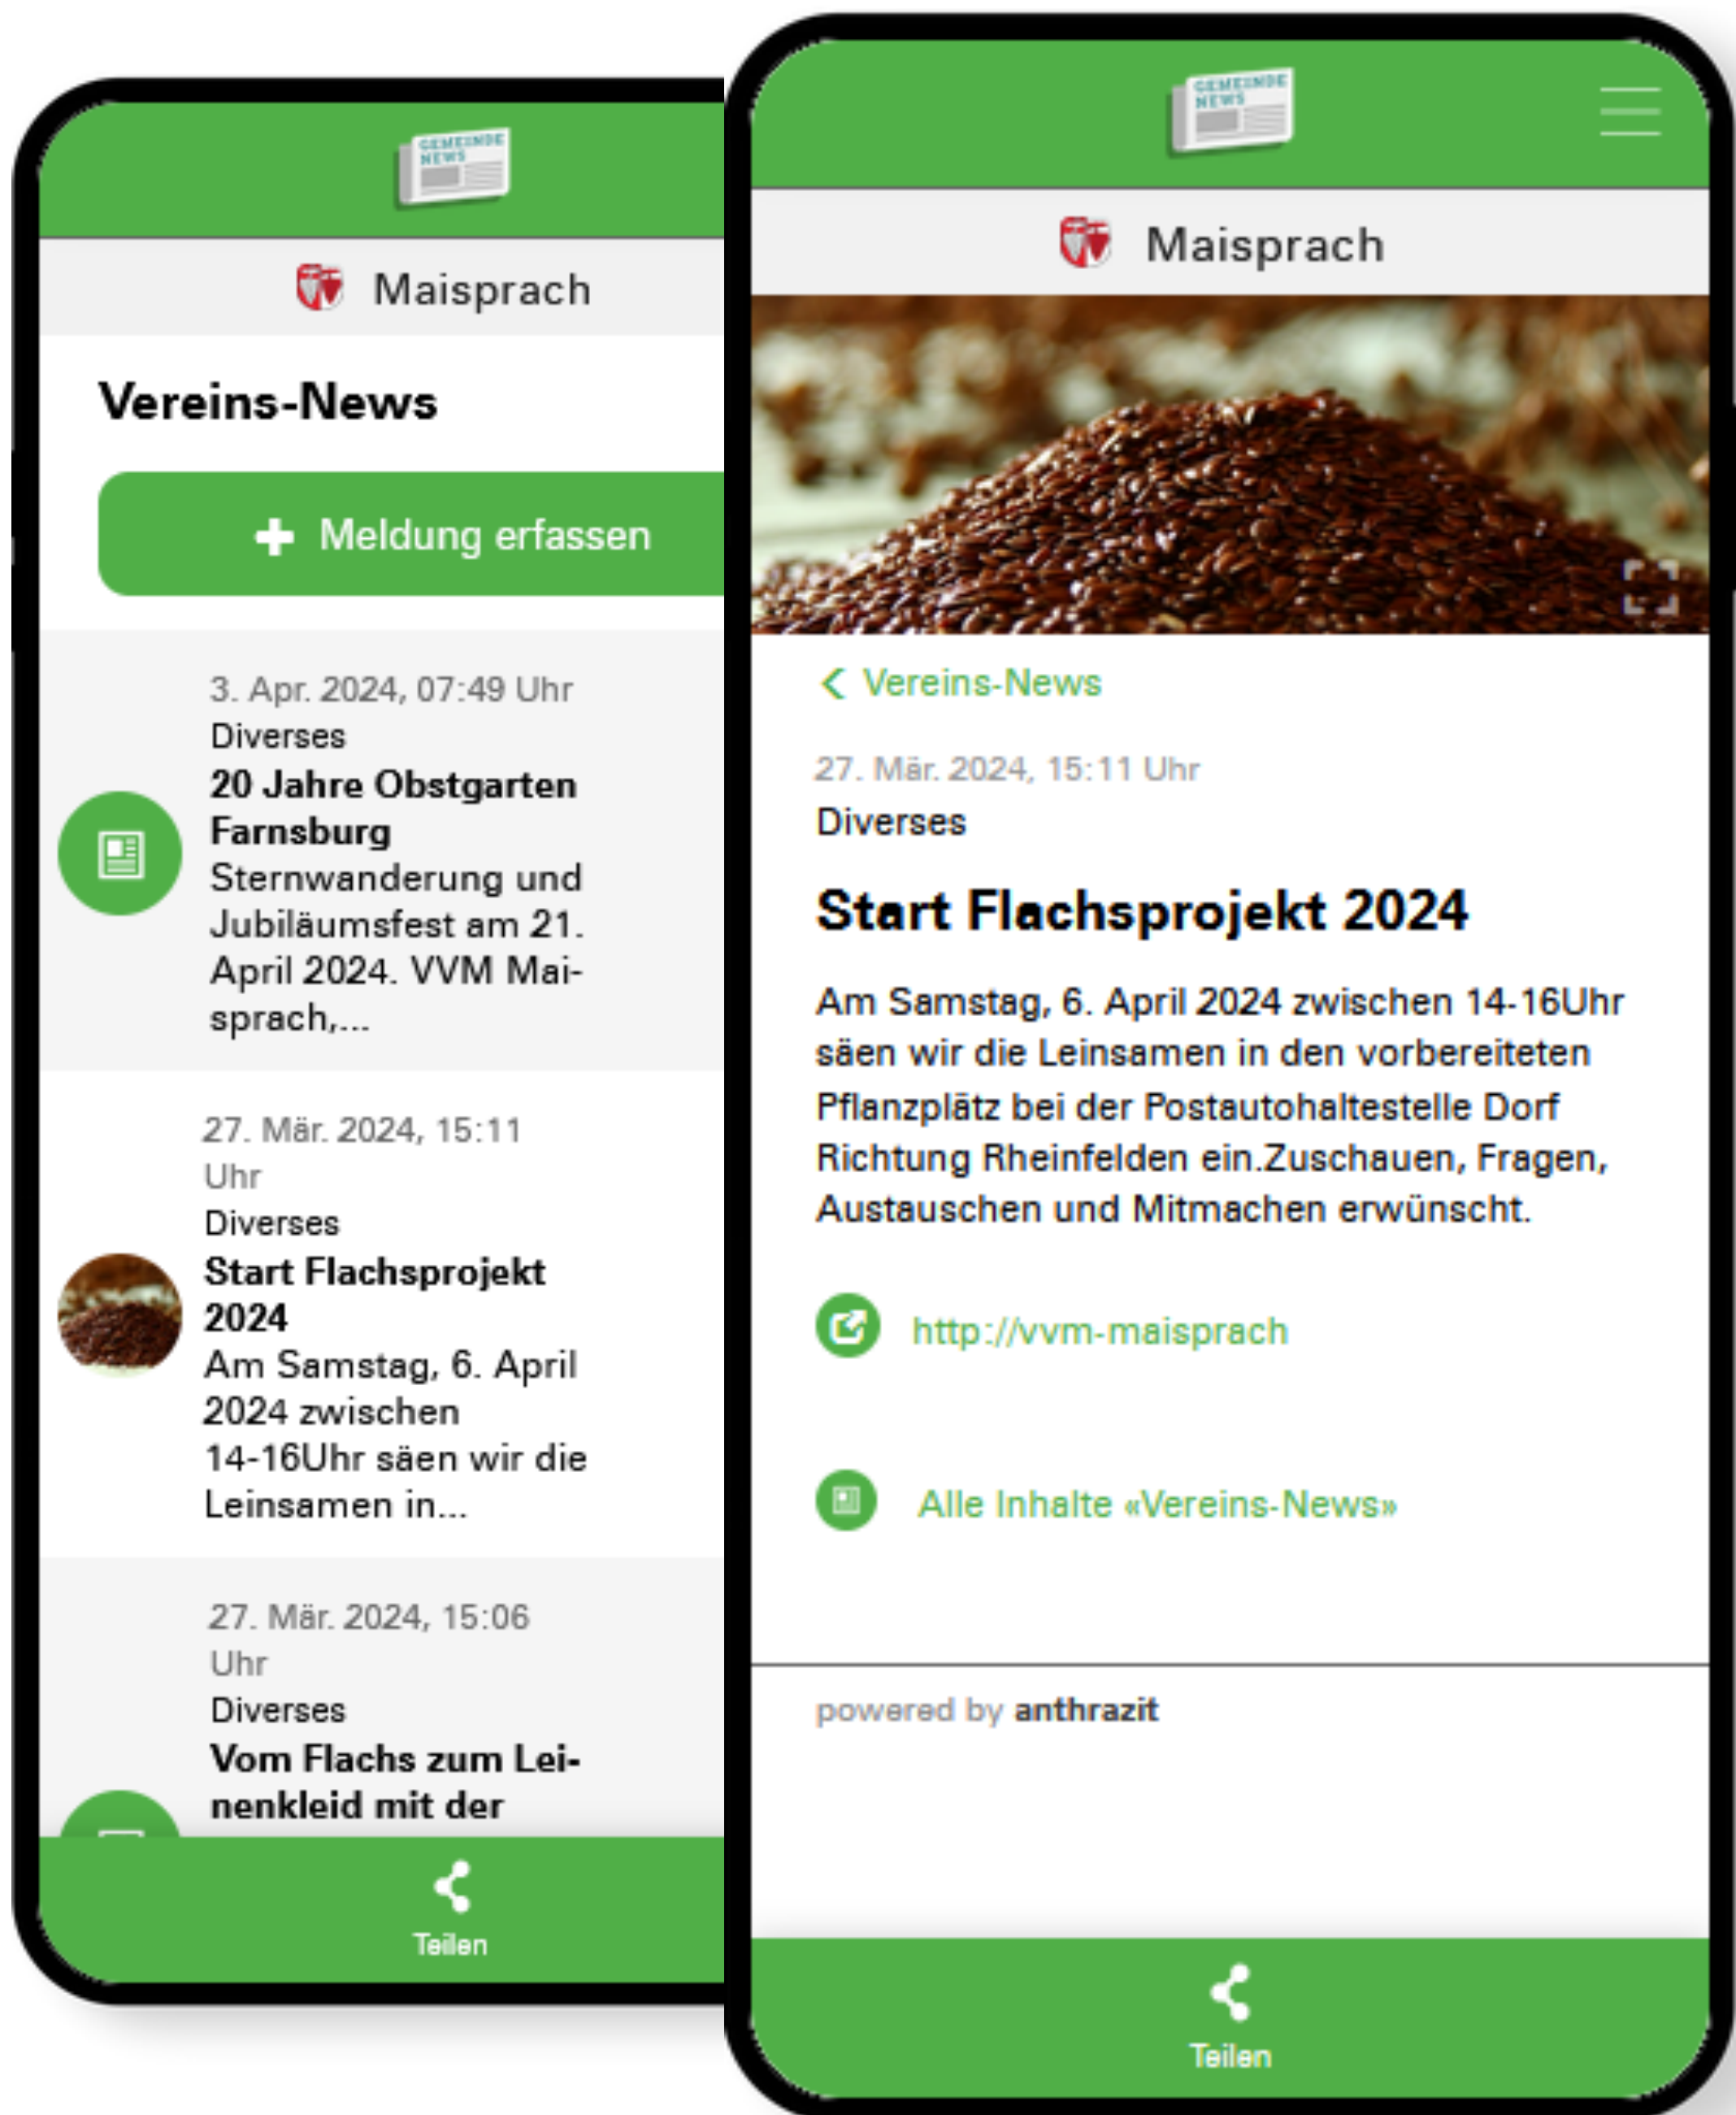 GEMEINDE
NEWS
Maisprach
Vereins-News
Meldung erfassen
3. Apr. 2024, 07:49 Uhr
Diverses
20 Jahre Obstgarten
Farnsburg
Sternwanderung und
Jubiläumsfest am 21.
April 2024. VVM Mai-
sprach,...
27. Mär. 2024, 15:11
Uhr
Diverses
Start Flachsprojekt
2024
Am Samstag, 6. April
2024 zwischen
14-16Uhr säen wir die
Leinsamen in...
27. Mär. 2024, 15:06
Uhr
Diverses
Vom Flachs zum Lei-
nenkleid mit der
Teilen
GEMEINDE
NEWS
Maisprach
Vereins-News
27. Mär. 2024, 15:11 Uhr
Diverses
Start Flachsprojekt 2024
Am Samstag, 6. April 2024 zwischen 14-16Uhr
säen wir die Leinsamen in den vorbereiteten
Pflanzplätz bei der Postautohaltestelle Dorf
Richtung Rheinfelden ein.Zuschauen, Fragen,
Austauschen und Mitmachen erwünscht.
http://vvm-maisprach
Alle Inhalte «Vereins-News»
powered by anthrazit
Teilen